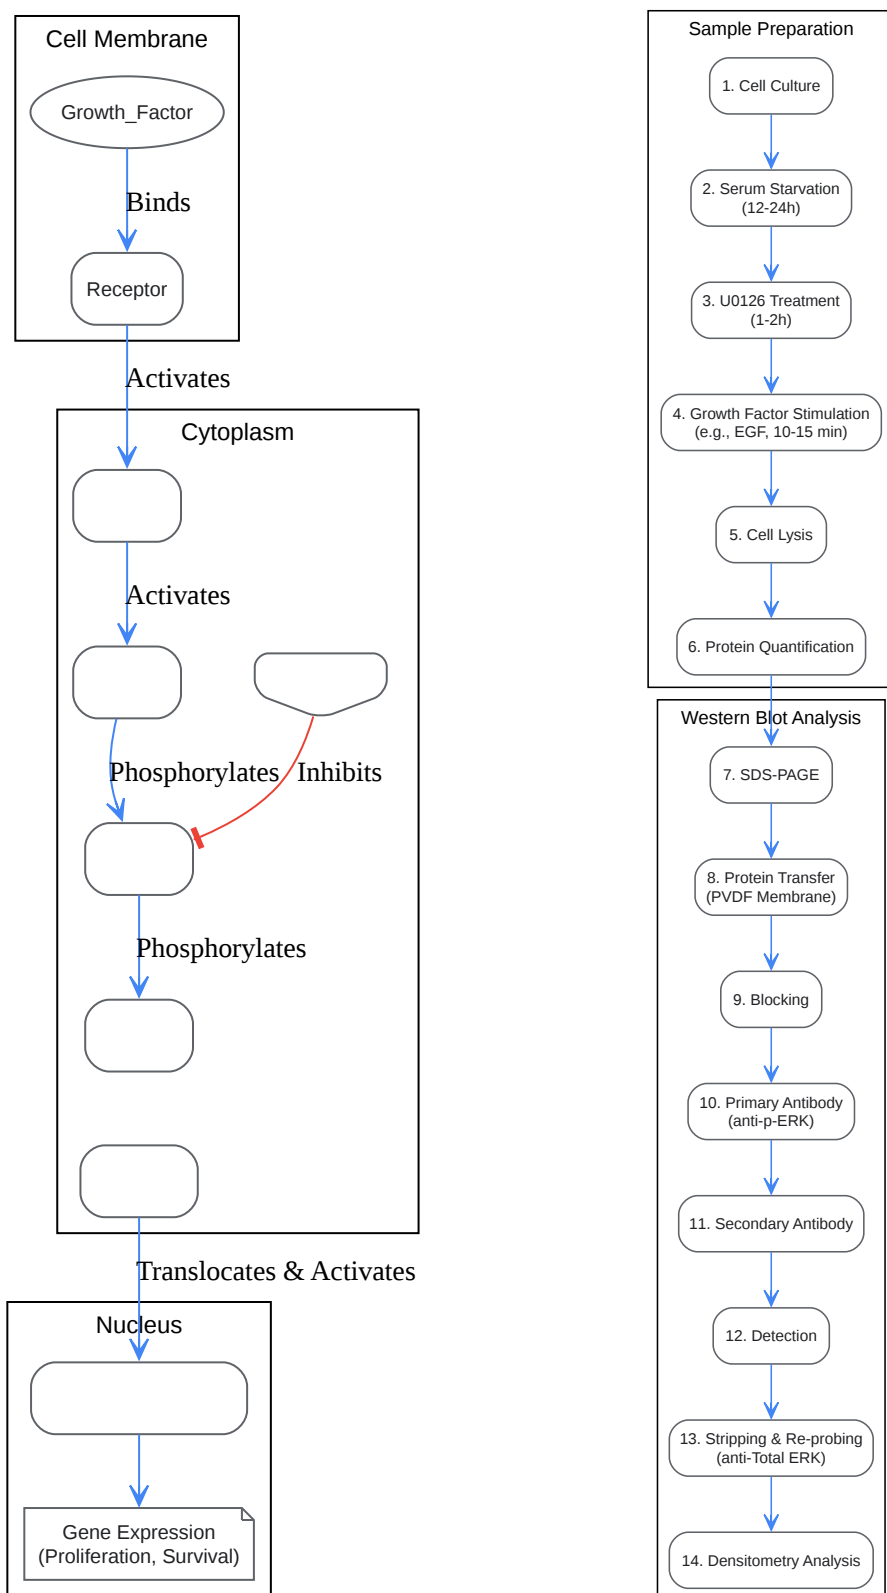 Cell Membrane
Growth_Factor
Binds
Receptor
Activates
Cytoplasm
Activates
Phosphorylates
Inhibits
Phosphorylates
Translocates & Activates
Nucleus
Gene Expression
(Proliferation, Survival)
Sample Preparation
1. Cell Culture
2. Serum Starvation
(12-24h)
3. U0126 Treatment
(1-2h)
4. Growth Factor Stimulation
(e.g., EGF, 10-15 min)
5. Cell Lysis
6. Protein Quantification
Western Blot Analysis
7. SDS-PAGE
8. Protein Transfer
(PVDF Membrane)
9. Blocking
10. Primary Antibody
(anti-p-ERK)
11. Secondary Antibody
12. Detection
13. Stripping & Re-probing
(anti-Total ERK)
14. Densitometry Analysis